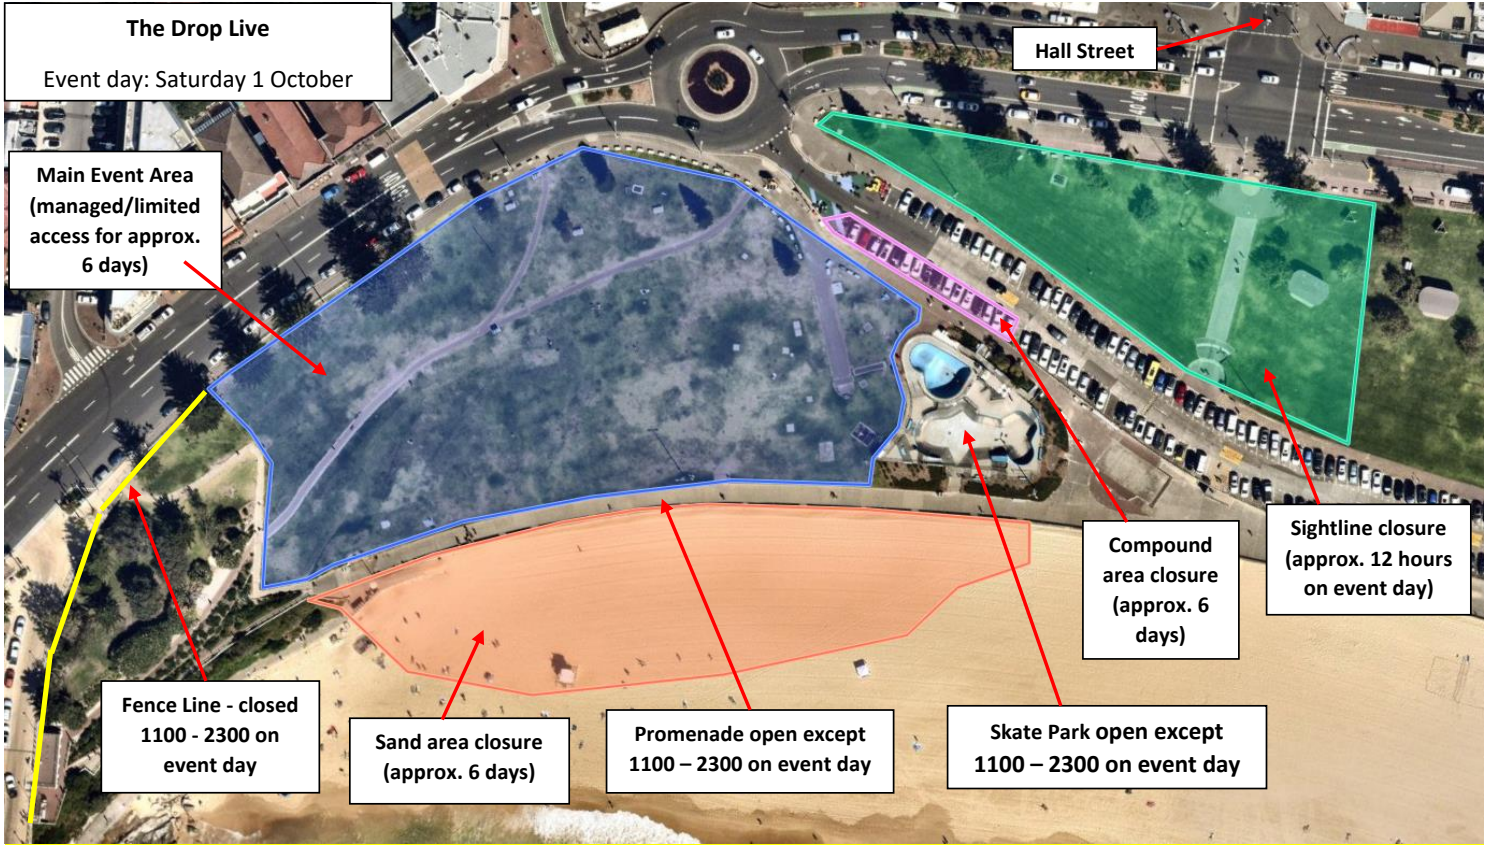 The Drop Live
Event day: Saturday 1 October
Hall Street
Main Event Area
(managed/limited
access for approx.
6 days)
Fence Line - closed
1100 - 2300 on
event day
Sand area closure
(approx. 6 days)
Promenade open except
1100 – 2300 on event day
Skate Park open except
1100 – 2300 on event day
Compound
area closure
(approx. 6
days)
Sightline closure
(approx. 12 hours
on event day)